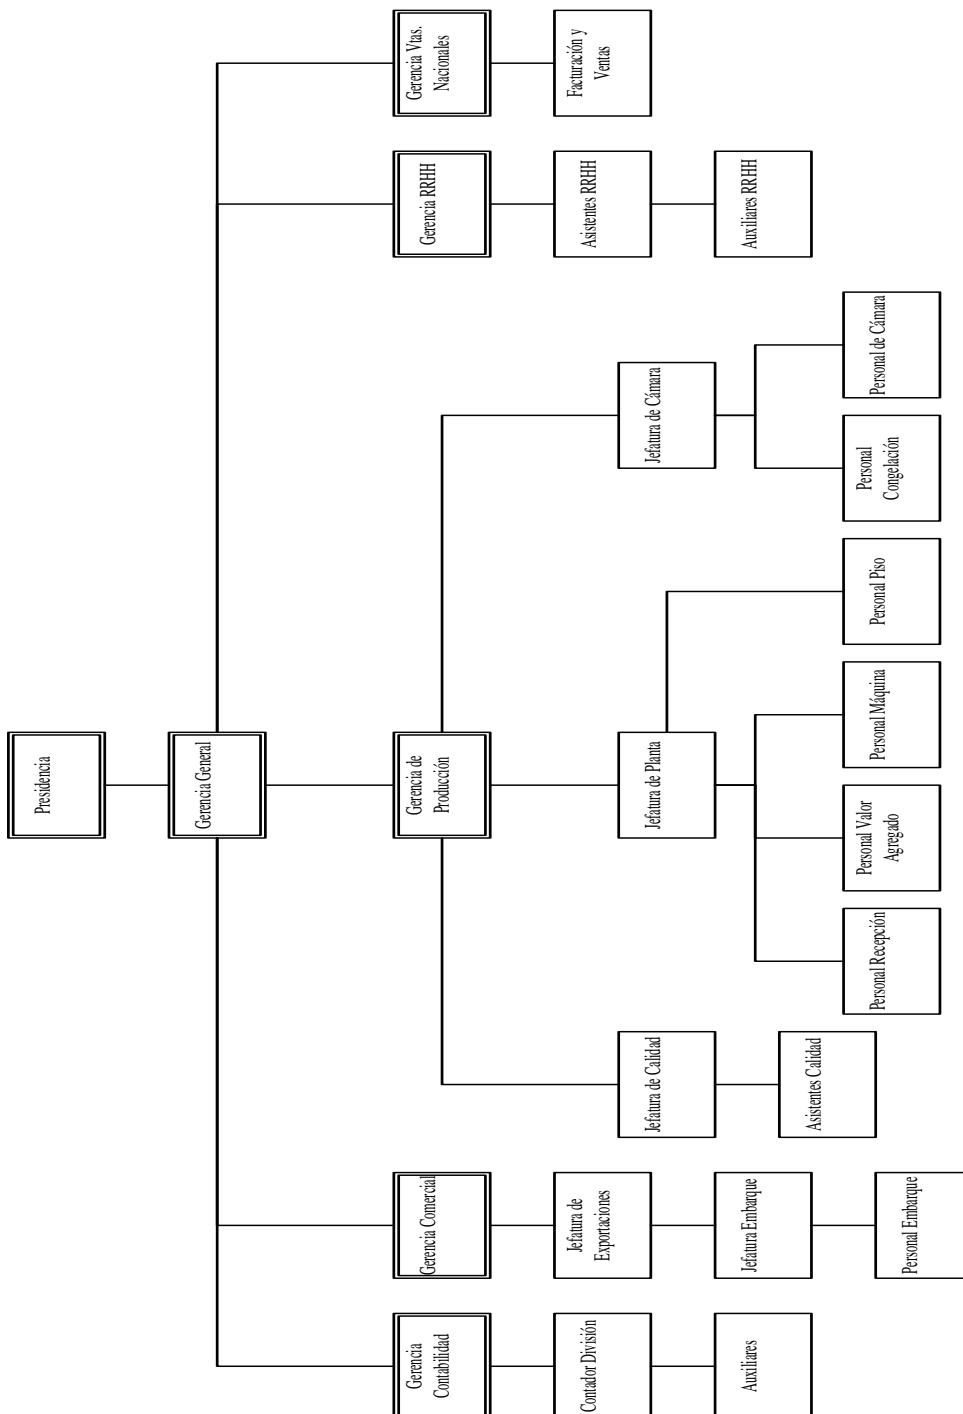 Presidencia
Gerencia General
Gerencia
Contabilidad
Gerencia Comercial
Gerencia de
Producción
Gerencia RRHH
Gerencia Vtas.
Nacionales
Contador División
Jefatura de
Exportaciones
Asistentes RRHH
Facturación y
Ventas
Jefatura de Calidad
Jefatura de Planta
Jefatura de Cámara
Auxiliares
Jefatura Embarque
Auxiliares RRHH
Asistentes Calidad
Personal Recepción
Personal Valor
Agregado
Personal Máquina
Personal Piso
Personal
Congelación
Personal de Cámara
Personal Embarque